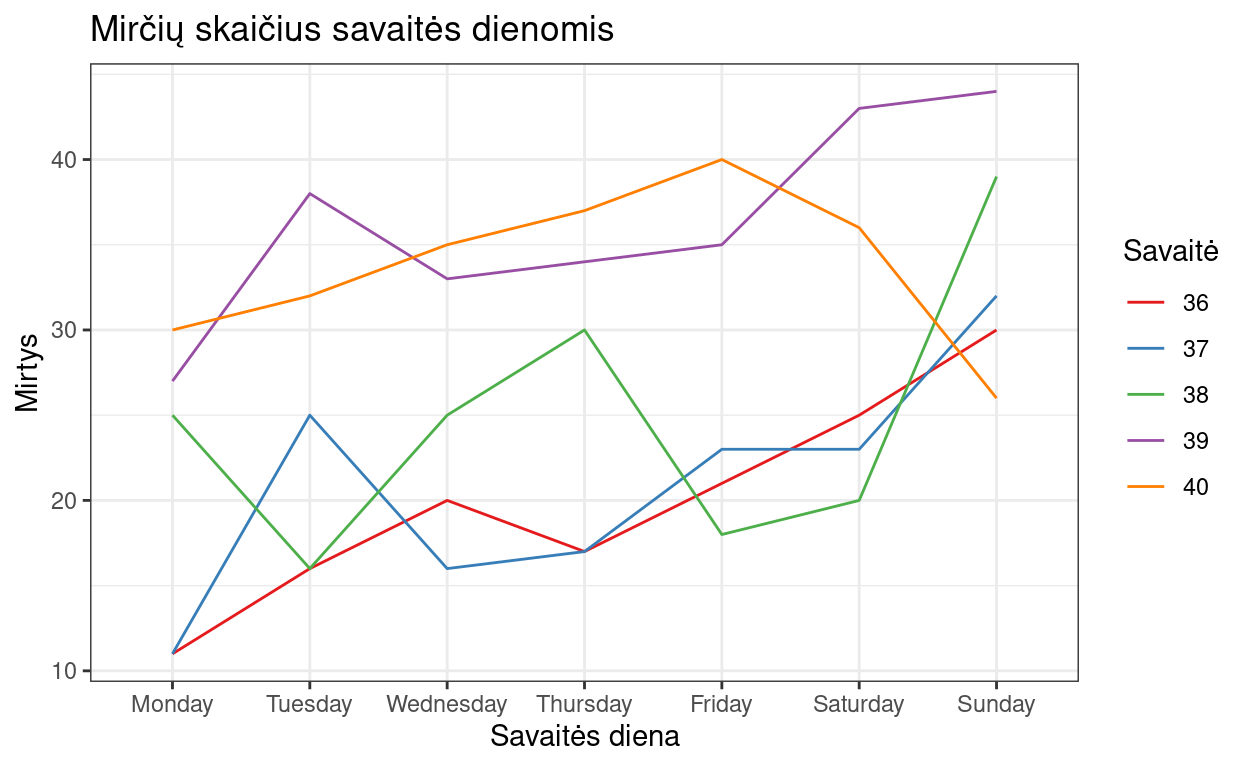 Mirčių skaičius savaitės dienomis
Mirtys
40
30
20
10
Monday Tuesday Wednesday Thursday Friday Saturday Sunday
Savaitės diena
Savaitė
36
37
38
39
40